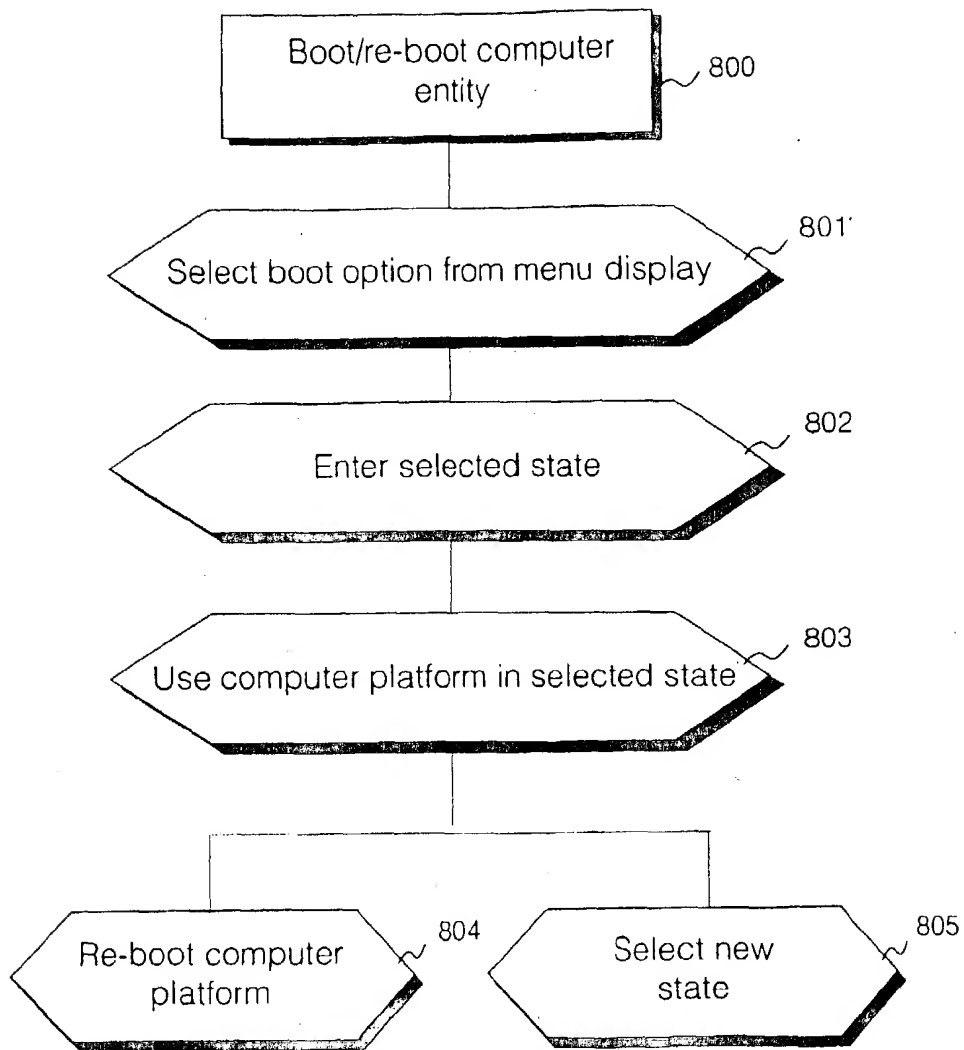 Boot/re-boot computer
entity
800
Select boot option from menu display
801
Enter selected state
802
Use computer platform in selected state
803
Re-boot computer
platform
804
Select new
state
805